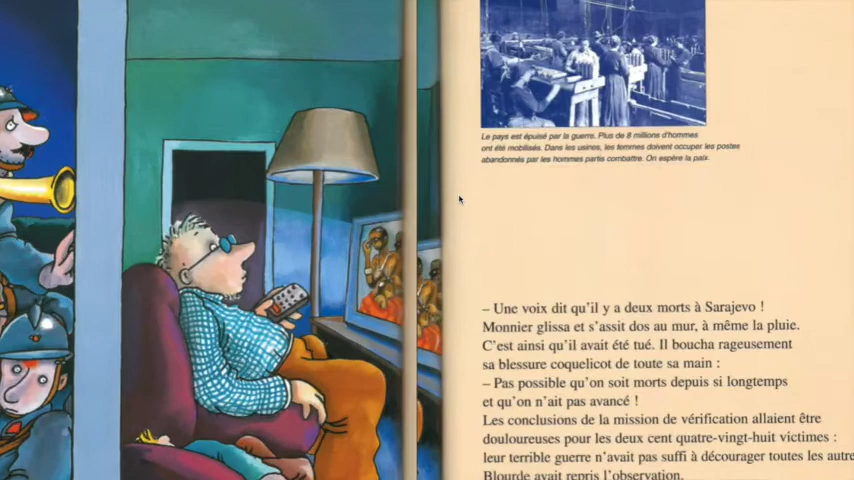 Le pays est épuisé par la guerre. Plus de 8 millions d'hommes
ont été mobilisés. Dans les usines, les femmes doivent occuper les postes
abandonnés par les hommes partis combattre. On espère la paix.
– Une voix dit qu'il y a deux morts à Sarajevo !
Monnier glissa et s'assit dos au mur, à même la pluie.
C'est ainsi qu'il avait été tué. Il boucha rageusement
sa blessure coquelicot de toute sa main :
– Pas possible qu'on soit morts depuis si longtemps
et qu'on n'ait pas avancé !
Les conclusions de la mission de vérification allaient être
douloureuses pour les deux cent quatre-vingt-huit victimes :
leur terrible guerre n'avait pas suffi à décourager toutes les autre
Blourde avait repris l'observation.